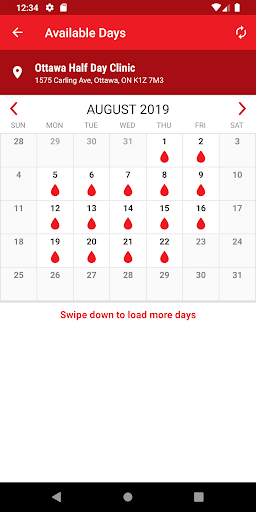 12:34
Available Days
Ottawa Half Day Clinic
1575 Carling Ave, Ottawa, ON K1Z 7M3
AUGUST 2019
SUN MON TUE WED THU FRI SAT
28 29 30 31 1 2 3
4 5 6 7 8 9 10
11 12 13 14 15 16 17
18 19 20 21 22 23 24
25 26 27 28 29 30 31
Swipe down to load more days